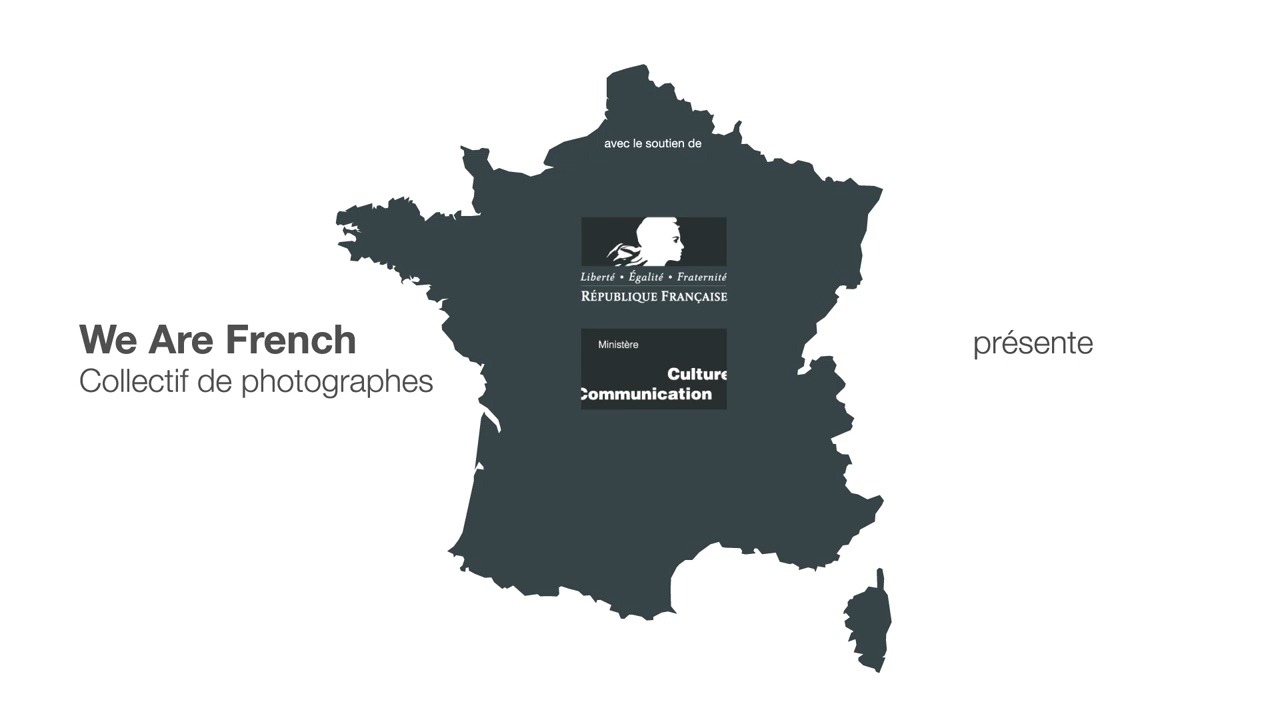 avec le soutien de
Liberté • Égalité • Fraternité
RÉPUBLIQUE FRANÇAISE
We Are French
Collectif de photographes
Ministère
Culture
Communication
présente